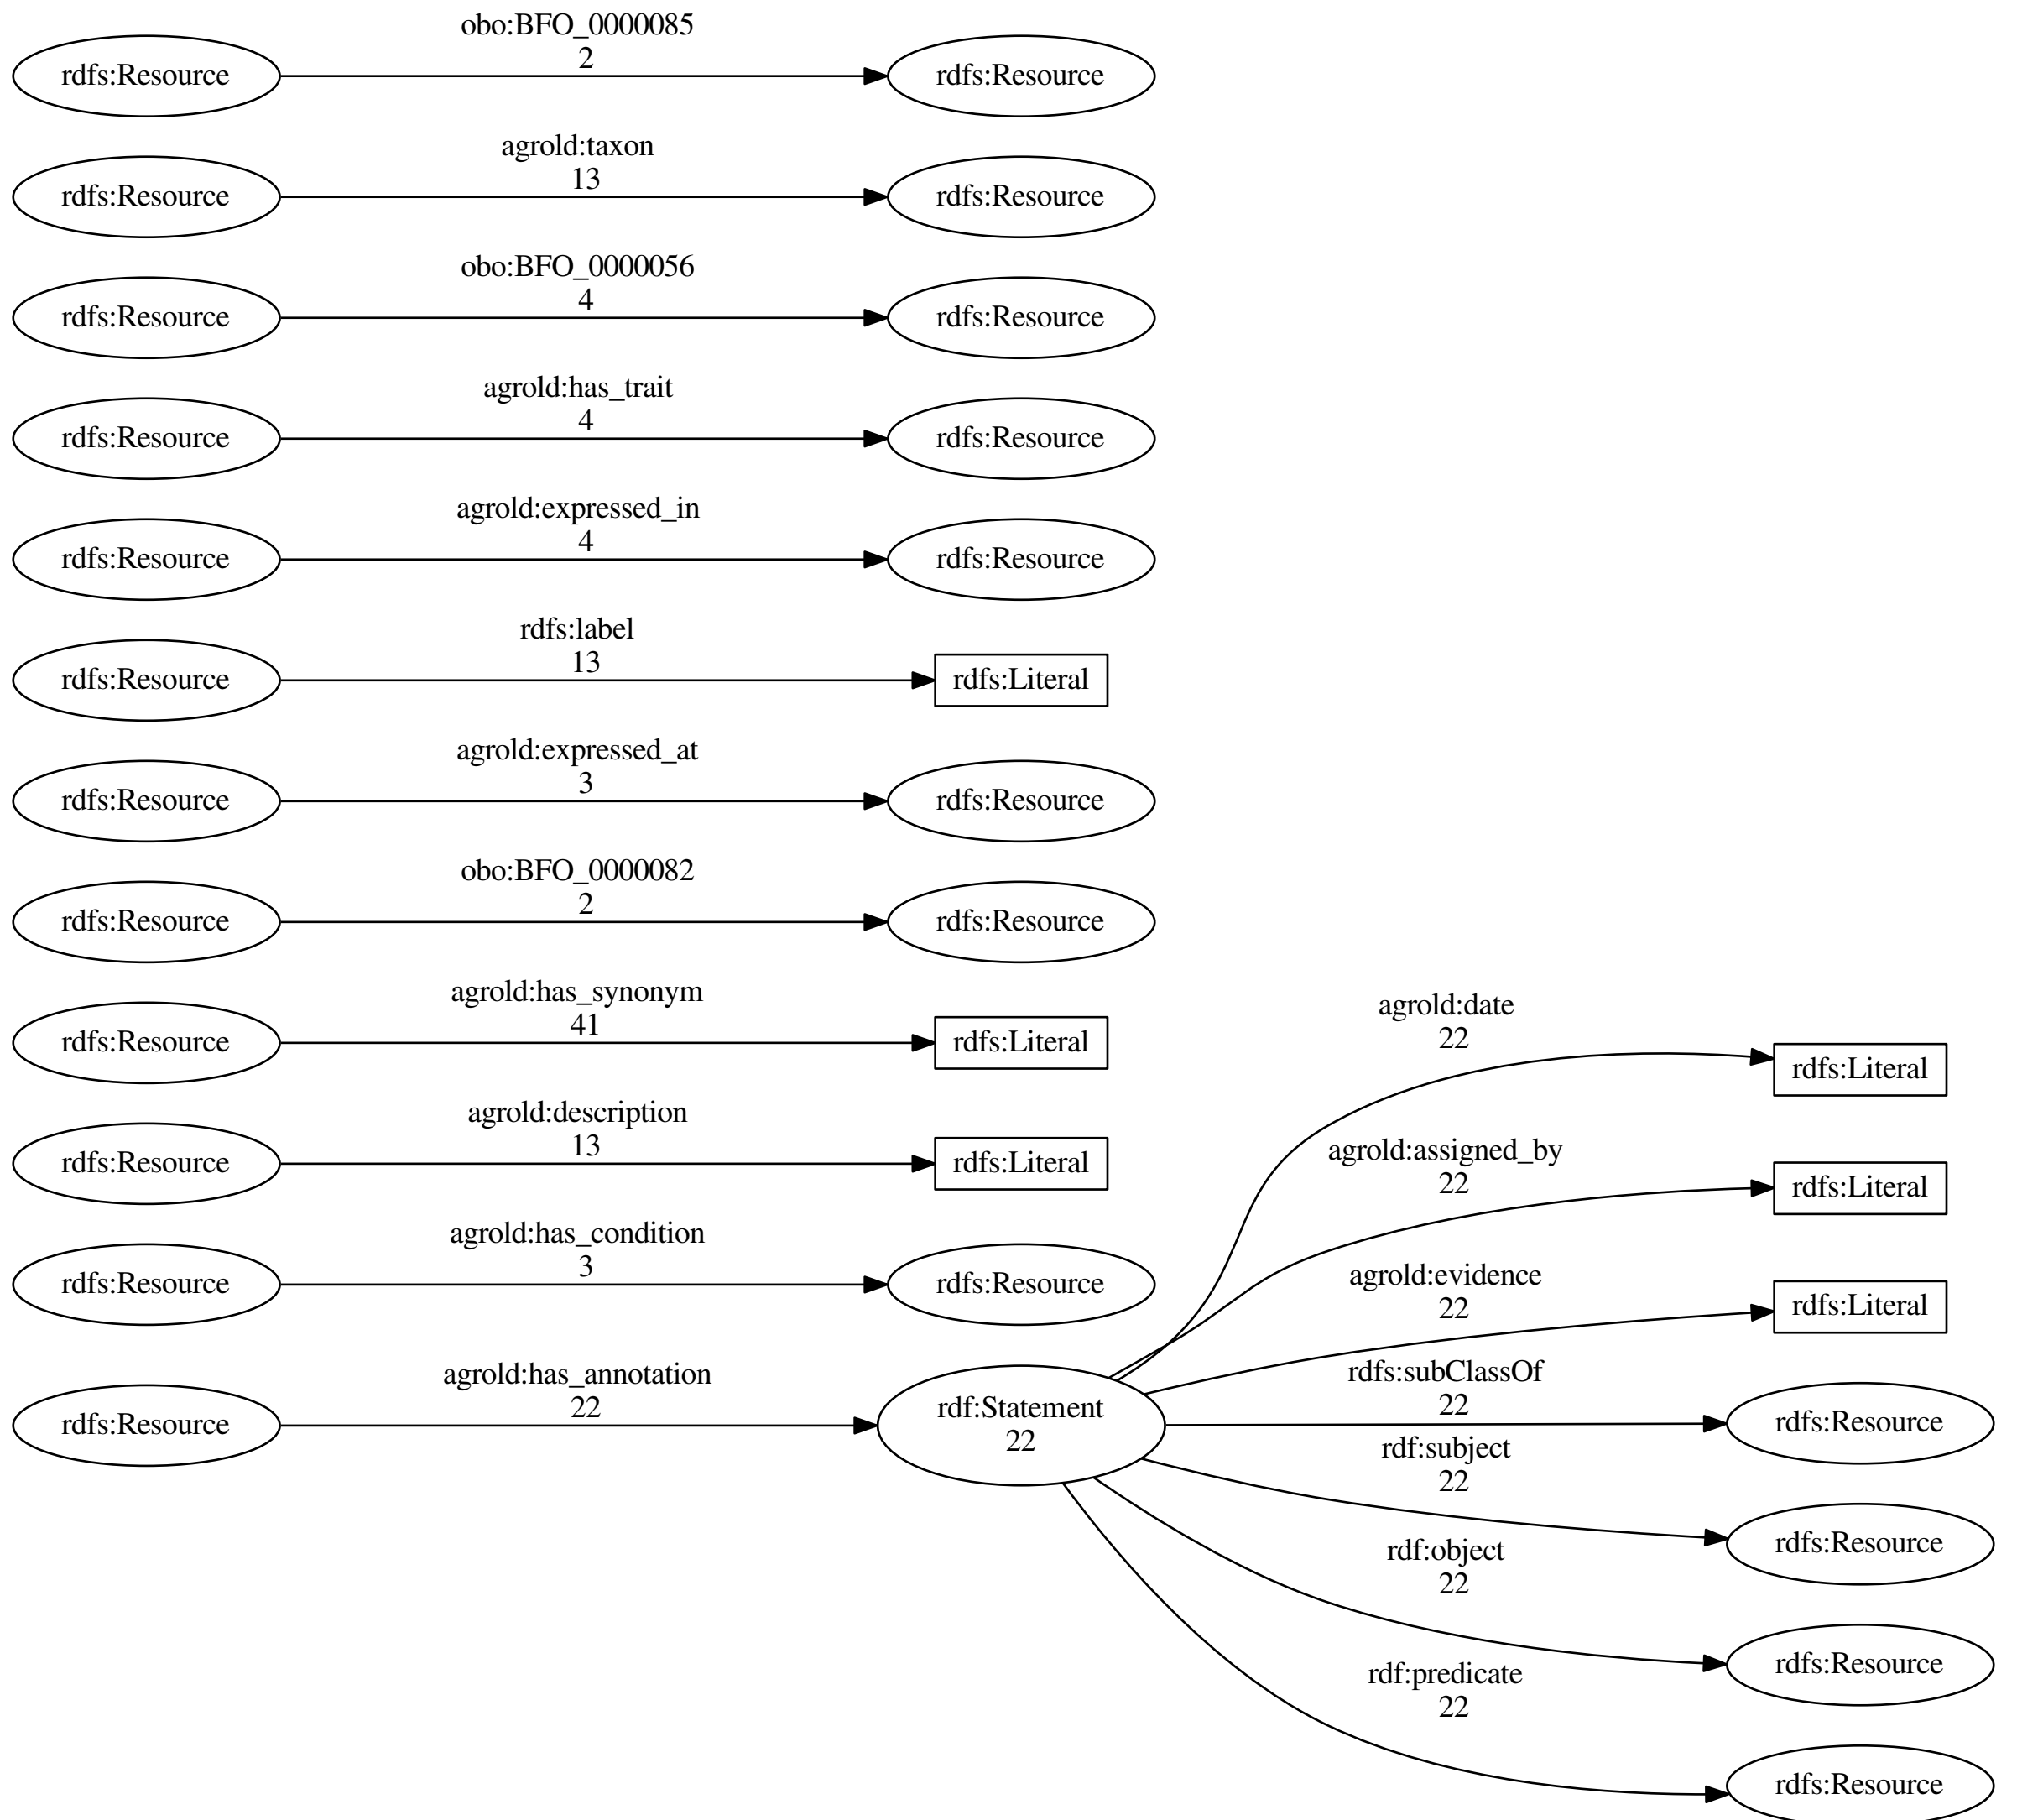 obo:BFO_0000085
2
rdfs:Resource
rdfs:Resource
agrold:taxon
13
rdfs:Resource
rdfs:Resource
obo:BFO_0000056
4
rdfs:Resource
rdfs:Resource
agrold:has_trait
4
rdfs:Resource
rdfs:Resource
agrold:expressed_in
4
rdfs:Resource
rdfs:Resource
rdfs:label
13
rdfs:Resource
rdfs:Literal
agrold:expressed_at
3
rdfs:Resource
rdfs:Resource
obo:BFO_0000082
2
rdfs:Resource
rdfs:Resource
agrold:has_synonym
41
rdfs:Resource
rdfs:Literal
agrold:description
13
rdfs:Resource
rdfs:Literal
agrold:has_condition
3
rdfs:Resource
rdfs:Resource
agrold:has_annotation
22
rdfs:Resource
rdf:Statement
22
agrold:date
22
rdfs:Literal
agrold:assigned_by
22
rdfs:Literal
agrold:evidence
22
rdfs:Literal
rdfs:subClassOf
22
rdfs:Resource
rdf:subject
22
rdfs:Resource
rdf:object
22
rdfs:Resource
rdf:predicate
22
rdfs:Resource